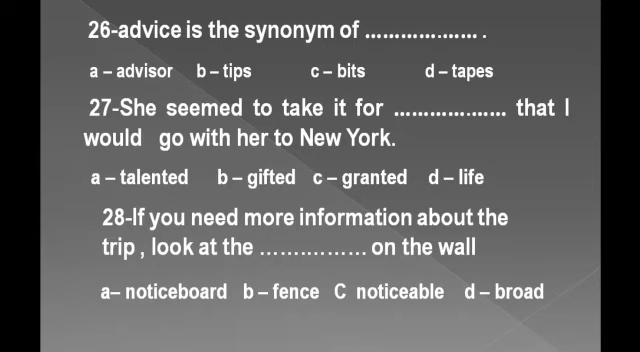 26-advice is the synonym of .................... .
a – advisor b – tips c – bits d – tapes
27-She seemed to take it for .................... that I
would go with her to New York.
a – talented b – gifted c – granted d – life
28-If you need more information about the
trip , look at the .................... on the wall
a– noticeboard b – fence C noticeable d – broad